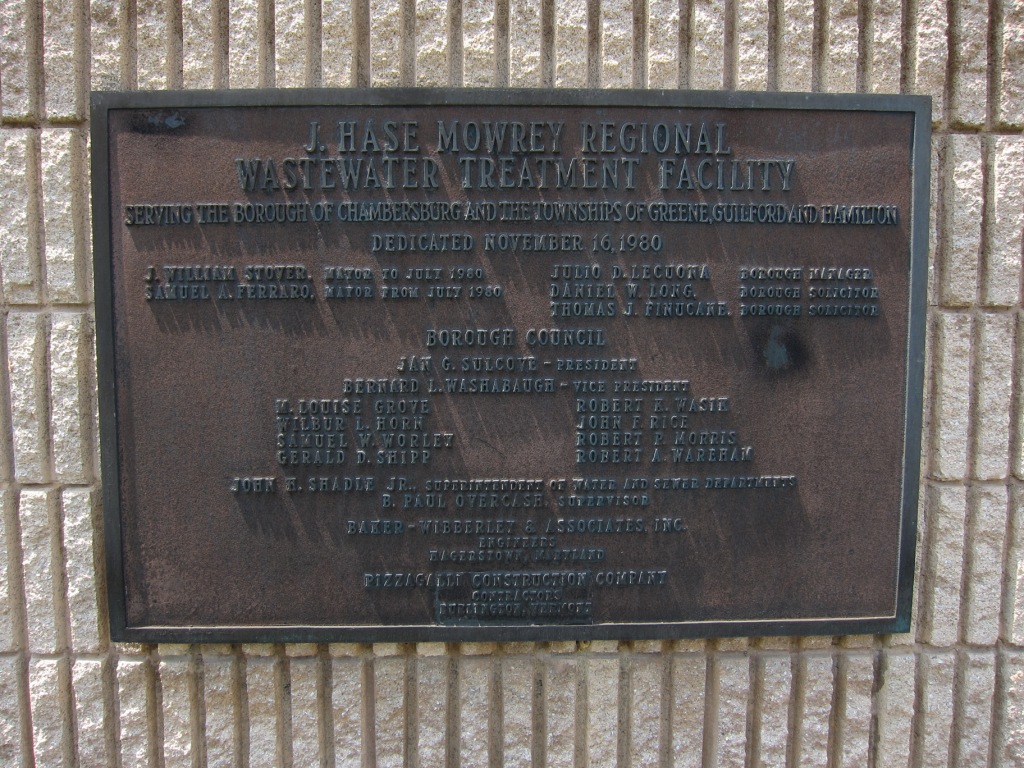 J. HASE MOWREY REGIONAL
WASTEWATER TREATMENT FACILITY
SERVING THE BOROUGH OF CHAMBERSBURG AND THE TOWNSHIPS OF GREENE, GUILFORD AND HAMILTON
DEDICATED NOVEMBER 16, 1980
J. WILLIAM STOVER, MAYOR TO JULY 1980
SAMUEL A. FERRARO, MAYOR FROM JULY 1980
JULIO D. LECUONA BOROUGH MANAGER
DANIEL W. LONG, BOROUGH SOLICITOR
THOMAS J. FINUCANE, BOROUGH SOLICITOR
BOROUGH COUNCIL
JAN G. SULCOVE - PRESIDENT
BERNARD L. WASHABAUGH - VICE PRESIDENT
M. LOUISE GROVE
WILBUR L. HORN
SAMUEL W. WORLEY
GERALD D. SHIPP
ROBERT K. WASIK
JOHN F. RICE
ROBERT P. MORRIS
ROBERT A. WAREHAM
JOHN H. SHADLE JR., SUPERINTENDENT OF WATER AND SEWER DEPARTMENTS
B. PAUL OVERCASH, SUPERVISOR
BAKER-WIBBERLEY & ASSOCIATES, INC.
ENGINEERS
HAGERSTOWN, MARYLAND
PIZZAGALLI CONSTRUCTION COMPANY
CONTRACTORS
BURLINGTON, VERMONT